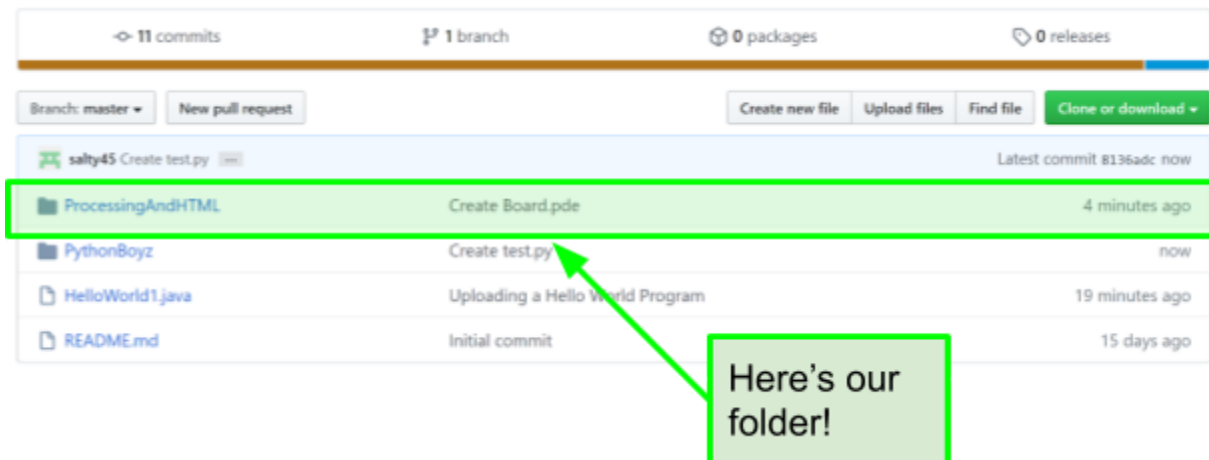 11 commits 1 branch 0 packages 0 releases
Branch: master New pull request Create new file Upload files Find file Clone or download
salty45 Create test.py ... Latest commit 8136adc now
ProcessingAndHTML Create Board.pde 4 minutes ago
PythonBoyz Create test.py now
HelloWorld1.java Uploading a Hello World Program 19 minutes ago
README.md Initial commit 15 days ago
Here's our
folder!